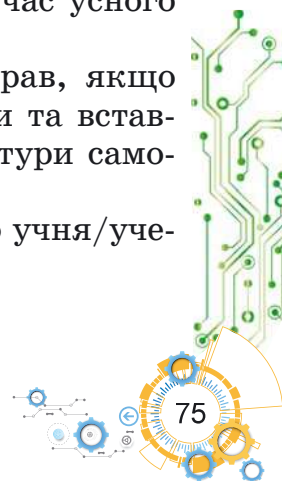 час усного
рав, якщо
и та встав-
тури само-
учня/уче-
75